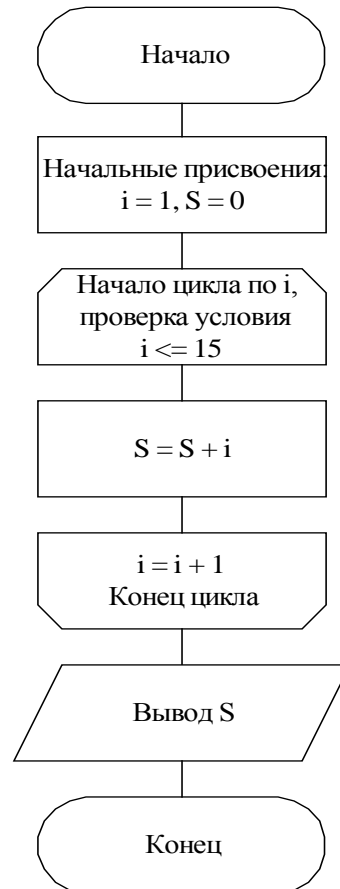 Начало
Начальные присвоения:
i = 1, S = 0
Начало цикла по i,
проверка условия
i <= 15
S = S + i
i = i + 1
Конец цикла
Вывод S
Конец